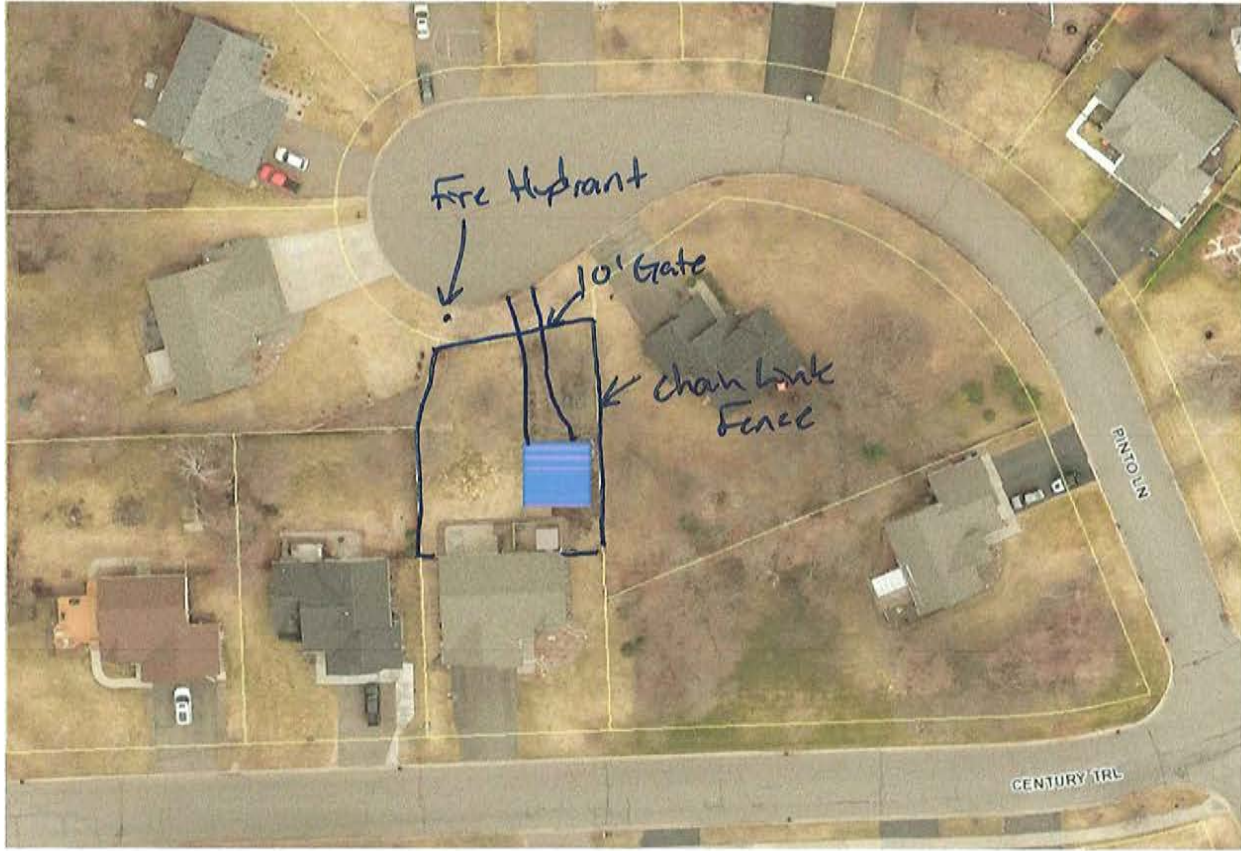 Fire Hydrant
10' Gate
Chain Link
Fence
PINTO LN
CENTURY TRL